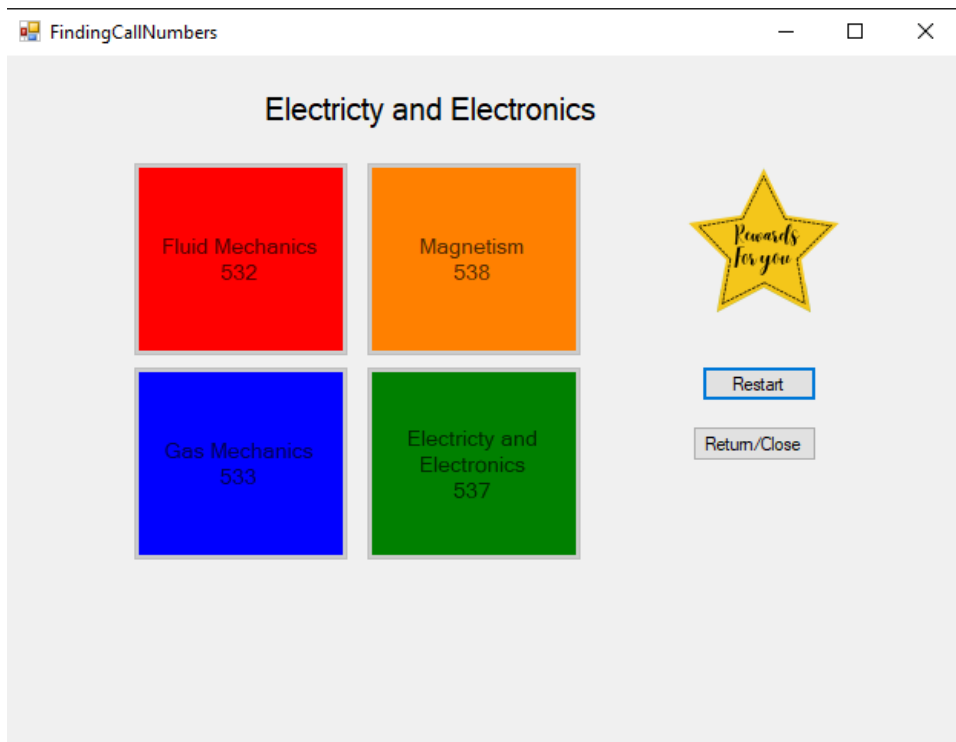 FindingCallNumbers
Electricty and Electronics
Fluid Mechanics
532
Magnetism
538
Rewards
For you
Gas Mechanics
533
Electricty and
Electronics
537
Restart
Return/Close